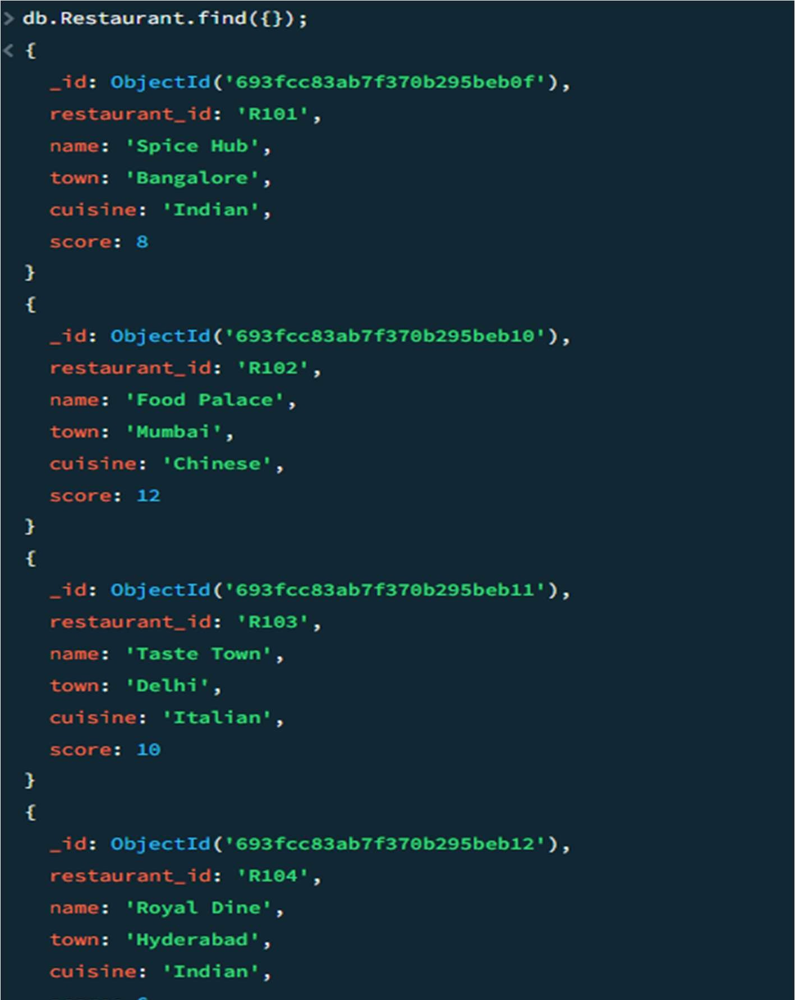 > db.Restaurant.find({});
< {
_id: ObjectId('693fcc83ab7f370b295beb0f'),
restaurant_id: 'R101',
name: 'Spice Hub',
town: 'Bangalore',
cuisine: 'Indian',
score: 8
}
{
_id: ObjectId('693fcc83ab7f370b295beb10'),
restaurant_id: 'R102',
name: 'Food Palace',
town: 'Mumbai',
cuisine: 'Chinese',
score: 12
}
{
_id: ObjectId('693fcc83ab7f370b295beb11'),
restaurant_id: 'R103',
name: 'Taste Town',
town: 'Delhi',
cuisine: 'Italian',
score: 10
}
{
_id: ObjectId('693fcc83ab7f370b295beb12'),
restaurant_id: 'R104',
name: 'Royal Dine',
town: 'Hyderabad',
cuisine: 'Indian',